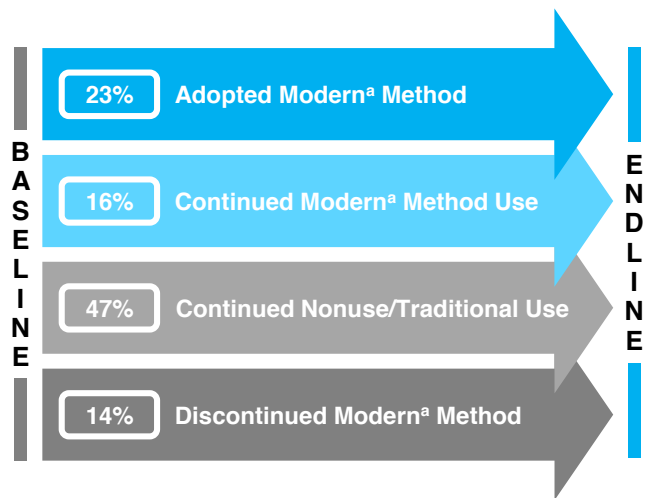 BASELINE
23% Adopted Modernᵃ Method
16% Continued Modernᵃ Method Use
47% Continued Nonuse/Traditional Use
14% Discontinued Modernᵃ Method
ENDLINE